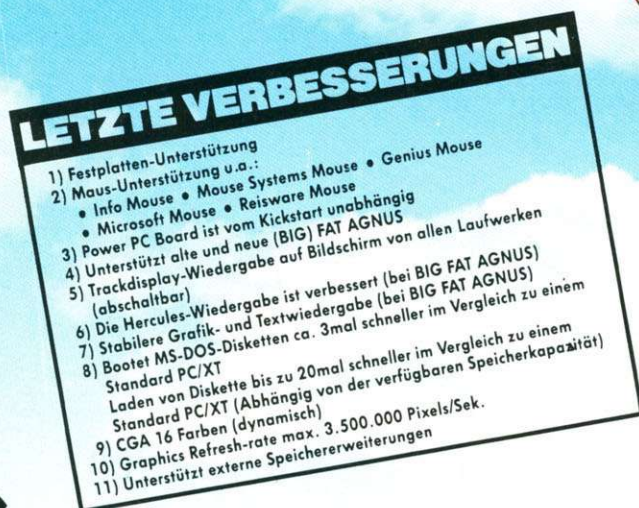 LETZTE VERBESSERUNGEN
1) Festplatten-Unterstützung
2) Maus-Unterstützung u.a.:
• Info Mouse • Mouse Systems Mouse • Genius Mouse
• Microsoft Mouse • Reisware Mouse
3) Power PC Board ist vom Kickstart unabhängig
4) Unterstützt alte und neue (BIG) FAT AGNUS
5) Trackdisplay-Wiedergabe auf Bildschirm von allen Laufwerken
(abschaltbar)
6) Die Hercules-Wiedergabe ist verbessert (bei BIG FAT AGNUS)
7) Stabilere Grafik- und Textwiedergabe (bei BIG FAT AGNUS)
8) Bootet MS-DOS-Disketten ca. 3mal schneller im Vergleich zu einem
Standard PC/XT
Laden von Diskette bis zu 20mal schneller im Vergleich zu einem
Standard PC/XT (Abhängig von der verfügbaren Speicherkapazität)
9) CGA 16 Farben (dynamisch)
10) Graphics Refresh-rate max. 3.500.000 Pixels/Sek.
11) Unterstützt externe Speichererweiterungen